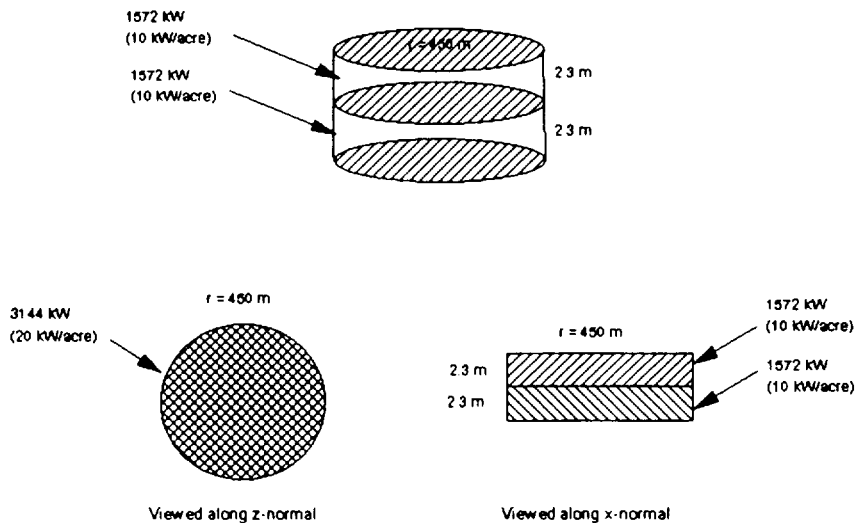 1572 kW
(10 kW/acre)
1572 kW
(10 kW/acre)
r = 450 m
2.3 m
2.3 m
r = 450 m
3144 kW
(20 kW/acre)
Viewed along z-normal
r = 450 m
2.3 m
2.3 m
1572 kW
(10 kW/acre)
1572 kW
(10 kW/acre)
Viewed along x-normal